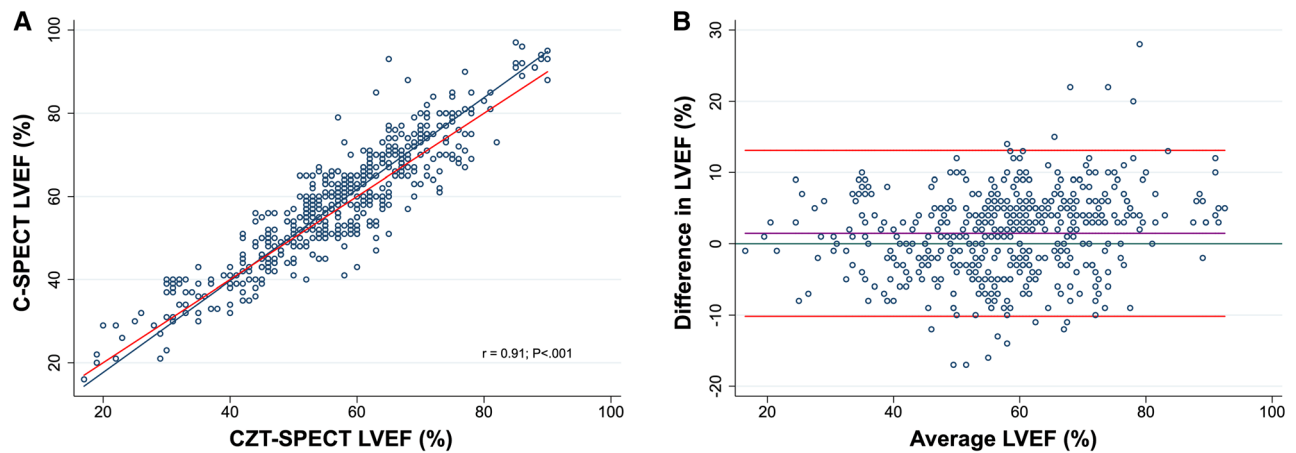 A
C-SPECT LVEF (%)
100
80
60
40
20
r = 0.91; P<.001
20 40 60 80 100
CZT-SPECT LVEF (%)
B
Difference in LVEF (%)
30
20
10
0
-10
-20
20 40 60 80 100
Average LVEF (%)